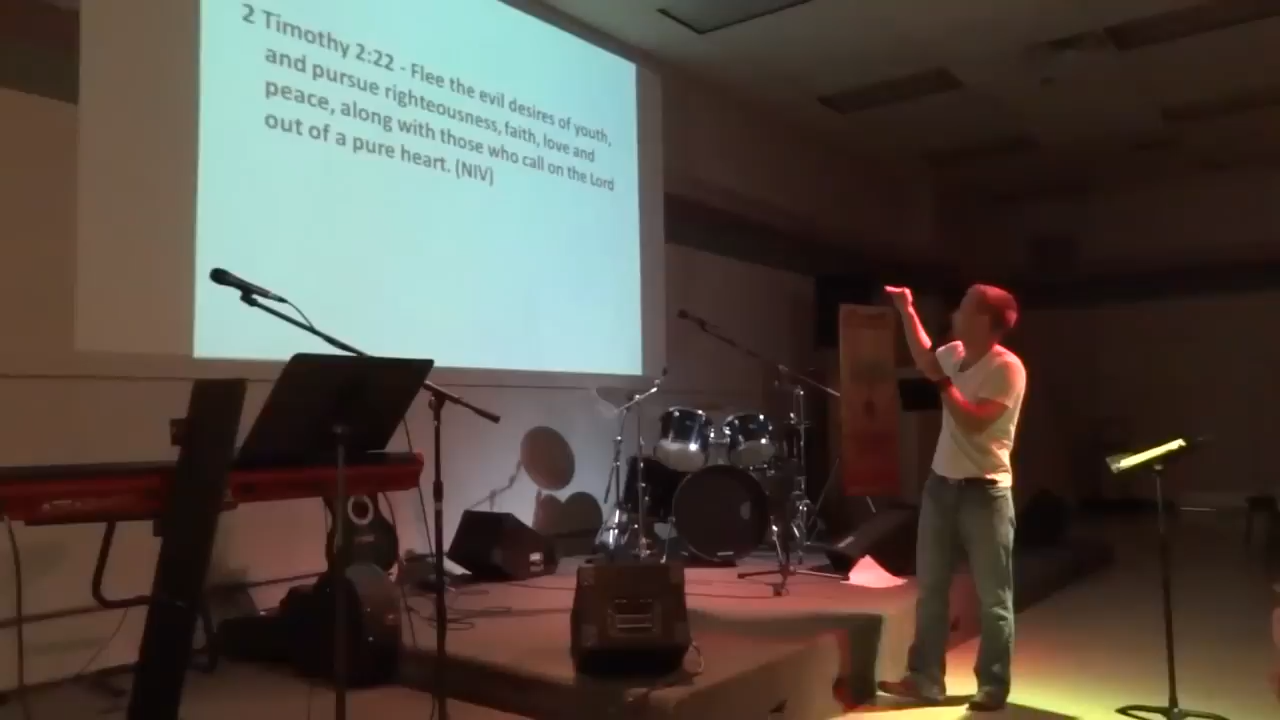 2 Timothy 2:22 - Flee the evil desires of youth,
and pursue righteousness, faith, love and
peace, along with those who call on the Lord
out of a pure heart. (NIV)